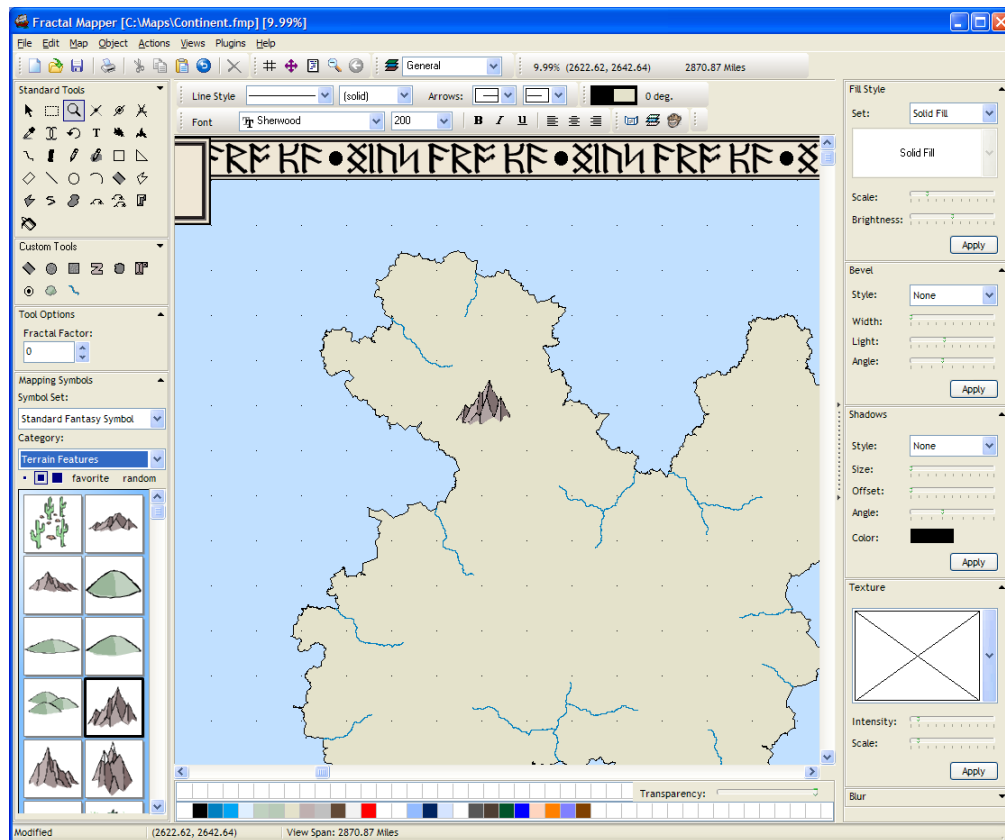 Fractal Mapper [C:\Maps\Continent.fmp] [9.99%]
File Edit Map Object Actions Views Plugins Help
General
9.99% (2622.62, 2642.64) 2870.87 Miles
Standard Tools
Line Style (solid) Arrows: 0 deg.
Font Sherwood 200 B I U
ᚠᚱᚨ ᛕᚨ
Custom Tools
Tool Options
Fractal Factor:
0
Mapping Symbols
Symbol Set:
Standard Fantasy Symbol
Category:
Terrain Features
favorite random
Fill Style
Set: Solid Fill
Solid Fill
Scale:
Brightness:
Apply
Bevel
Style: None
Width:
Light:
Angle:
Apply
Shadows
Style: None
Size:
Offset:
Angle:
Color:
Apply
Texture
Intensity:
Scale:
Apply
Blur
Transparency:
Modified (2622.62, 2642.64) View Span: 2870.87 Miles